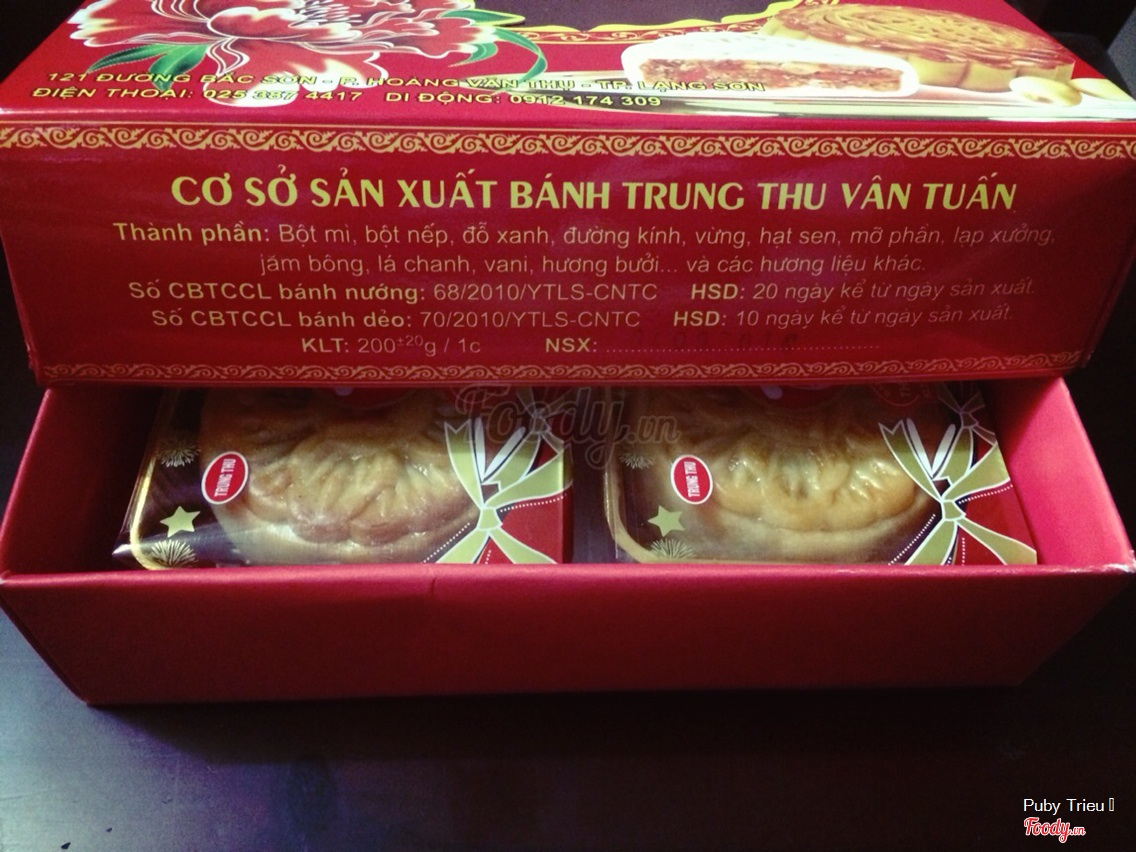 121 ĐƯỜNG BẮC SƠN - P. HOÀNG VĂN THỤ - TP. LẠNG SƠN
ĐIỆN THOẠI: 025 387 4417 DI ĐỘNG: 0912 174 309
CƠ SỞ SẢN XUẤT BÁNH TRUNG THU VÂN TUẤN
Thành phần: Bột mì, bột nếp, đỗ xanh, đường kính, vừng, hạt sen, mỡ phần, lạp xưởng,
jăm bông, lá chanh, vani, hương bưởi... và các hương liệu khác.
Số CBTCCL bánh nướng: 68/2010/YTLS-CNTC HSD: 20 ngày kể từ ngày sản xuất.
Số CBTCCL bánh dẻo: 70/2010/YTLS-CNTC HSD: 10 ngày kể từ ngày sản xuất.
KLT: 200±20g / 1c NSX:
Foody.vn
TRUNG THU
TRUNG THU
Puby Trieu
Foody.vn